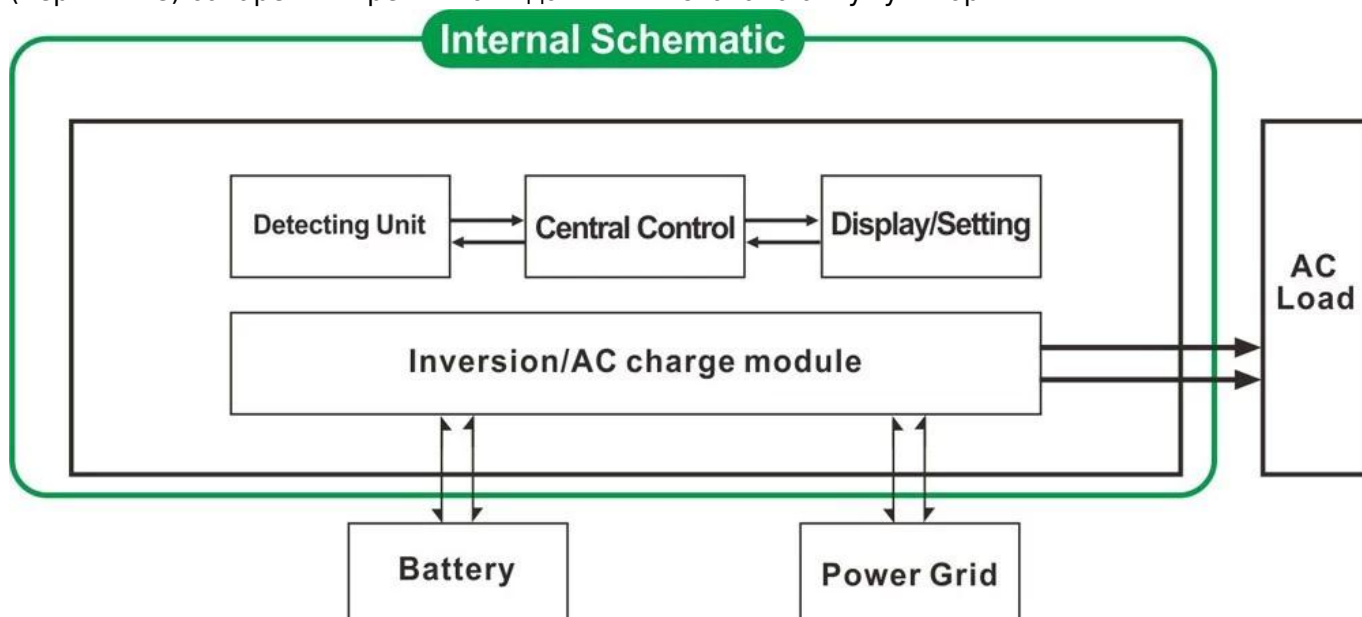 Internal Schematic
Detecting Unit
Central Control
Display/Setting
AC
Load
Inversion/AC charge module
Battery
Power Grid